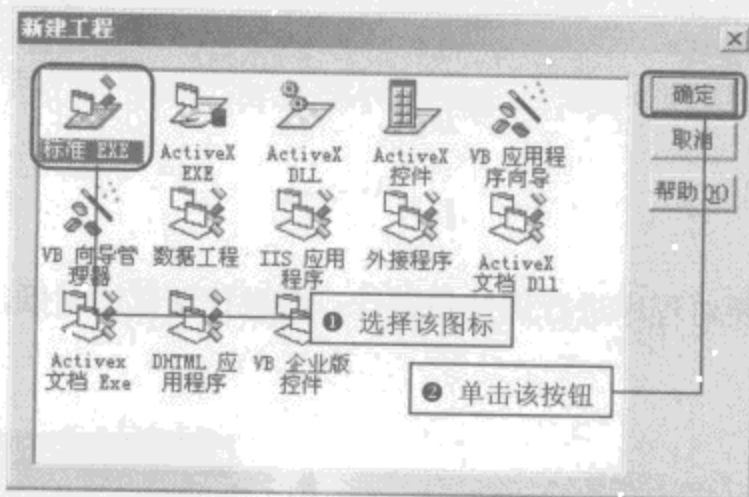 新建工程
标准 EXE
ActiveX
EXE
ActiveX
DLL
ActiveX
控件
VB 应用程
序向导
确定
取消
帮助(H)
VB 向导管
理器
数据工程
IIS 应用
程序
外接程序
ActiveX
文档 Dll
❶ 选择该图标
Activex
文档 Exe
DHTML 应
用程序
VB 企业版
控件
❷ 单击该按钮